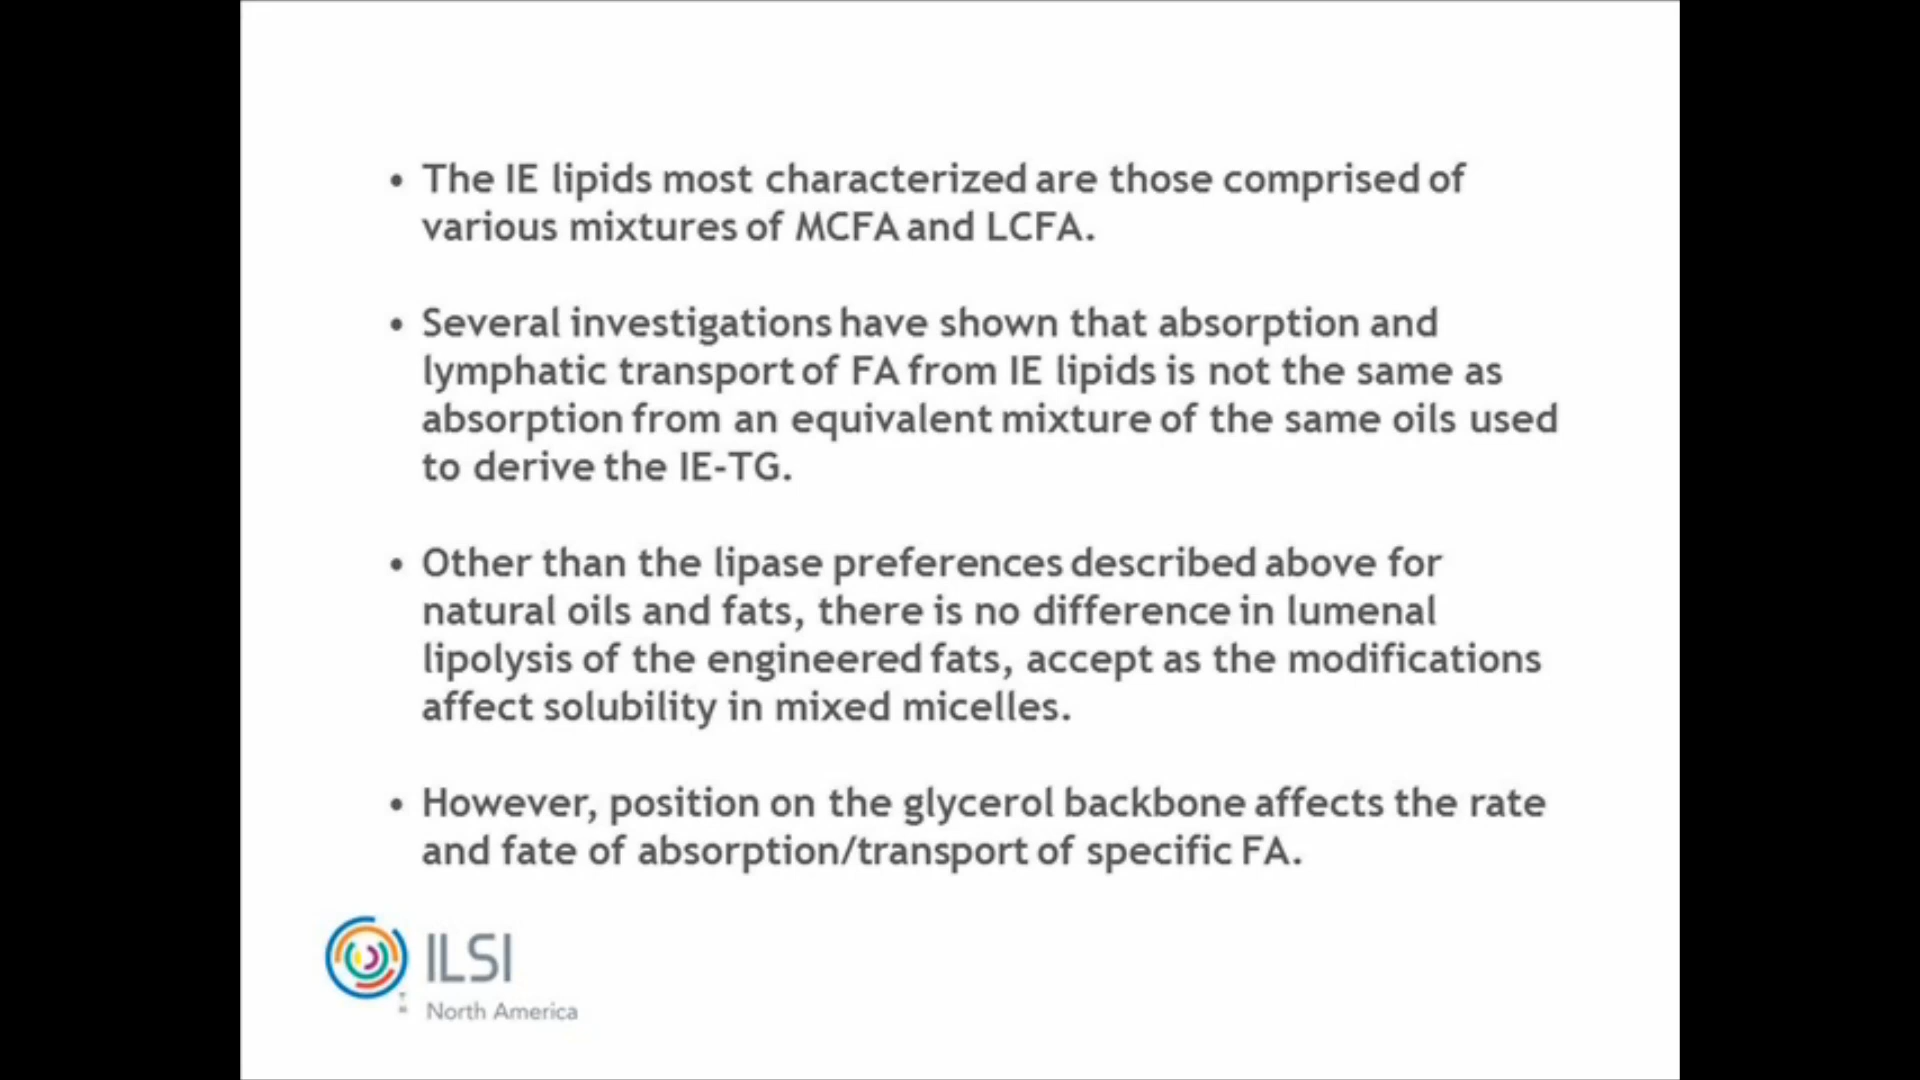 • The IE lipids most characterized are those comprised of
various mixtures of MCFA and LCFA.
• Several investigations have shown that absorption and
lymphatic transport of FA from IE lipids is not the same as
absorption from an equivalent mixture of the same oils used
to derive the IE-TG.
• Other than the lipase preferences described above for
natural oils and fats, there is no difference in lumenal
lipolysis of the engineered fats, accept as the modifications
affect solubility in mixed micelles.
• However, position on the glycerol backbone affects the rate
and fate of absorption/transport of specific FA.
ILSI
North America